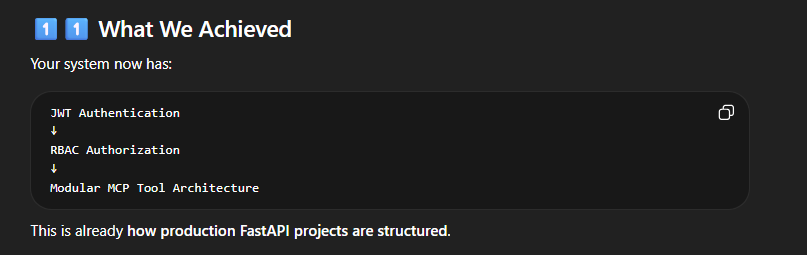 1️⃣1️⃣ What We Achieved
Your system now has:
JWT Authentication
↓
RBAC Authorization
↓
Modular MCP Tool Architecture
This is already how production FastAPI projects are structured.